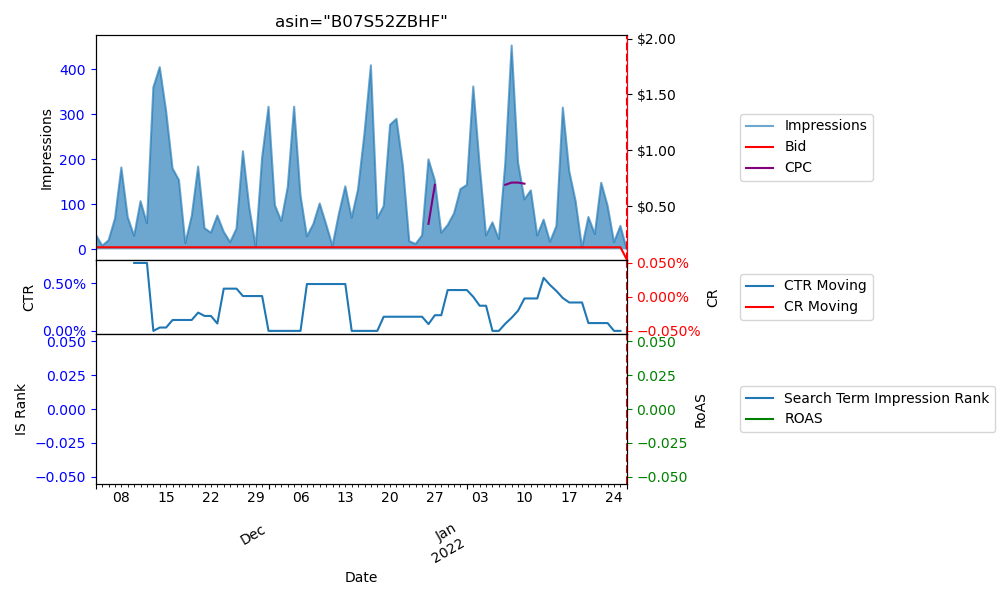 asin="B07S52ZBHF"
Impressions
400
300
200
100
0
$2.00
$1.50
$1.00
$0.50
Impressions
Bid
CPC
CTR
0.50%
0.00%
0.050%
0.000%
−0.050%
CR
CTR Moving
CR Moving
IS Rank
0.050
0.025
0.000
−0.025
−0.050
0.050
0.025
0.000
−0.025
−0.050
RoAS
Search Term Impression Rank
ROAS
08 15 22 29 06 13 20 27 03 10 17 24
Dec
Jan
2022
Date